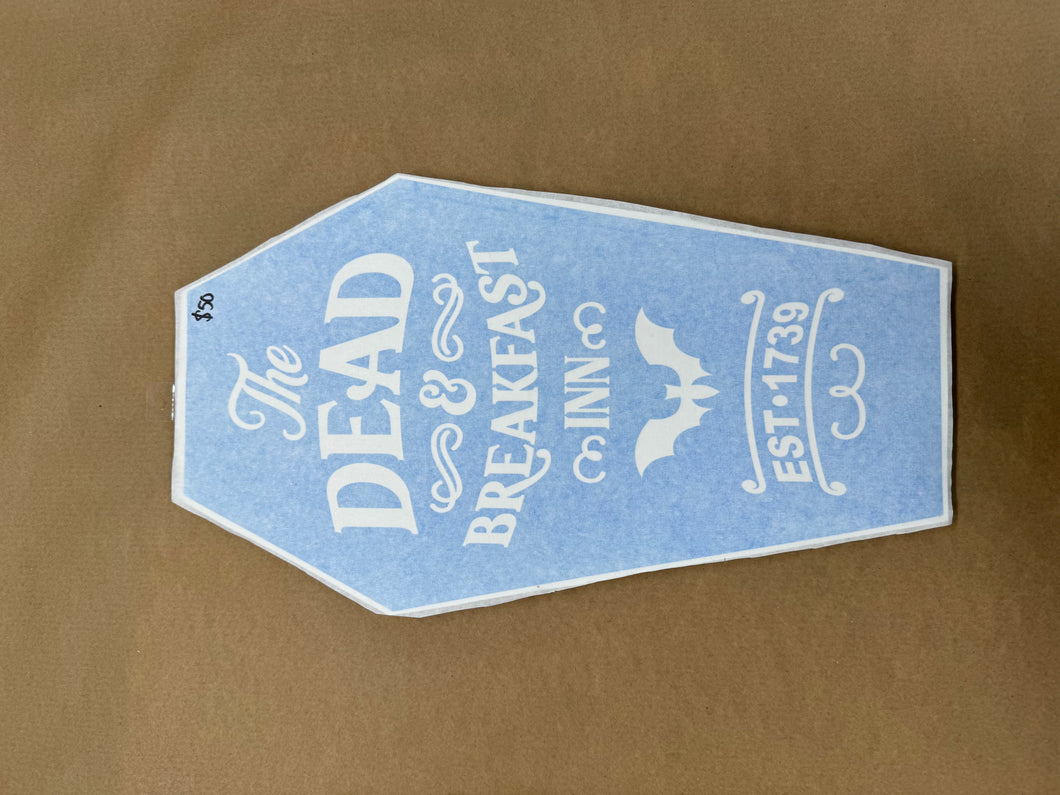 $50
The
DEAD
&
BREAKFAST
INN
EST•1739